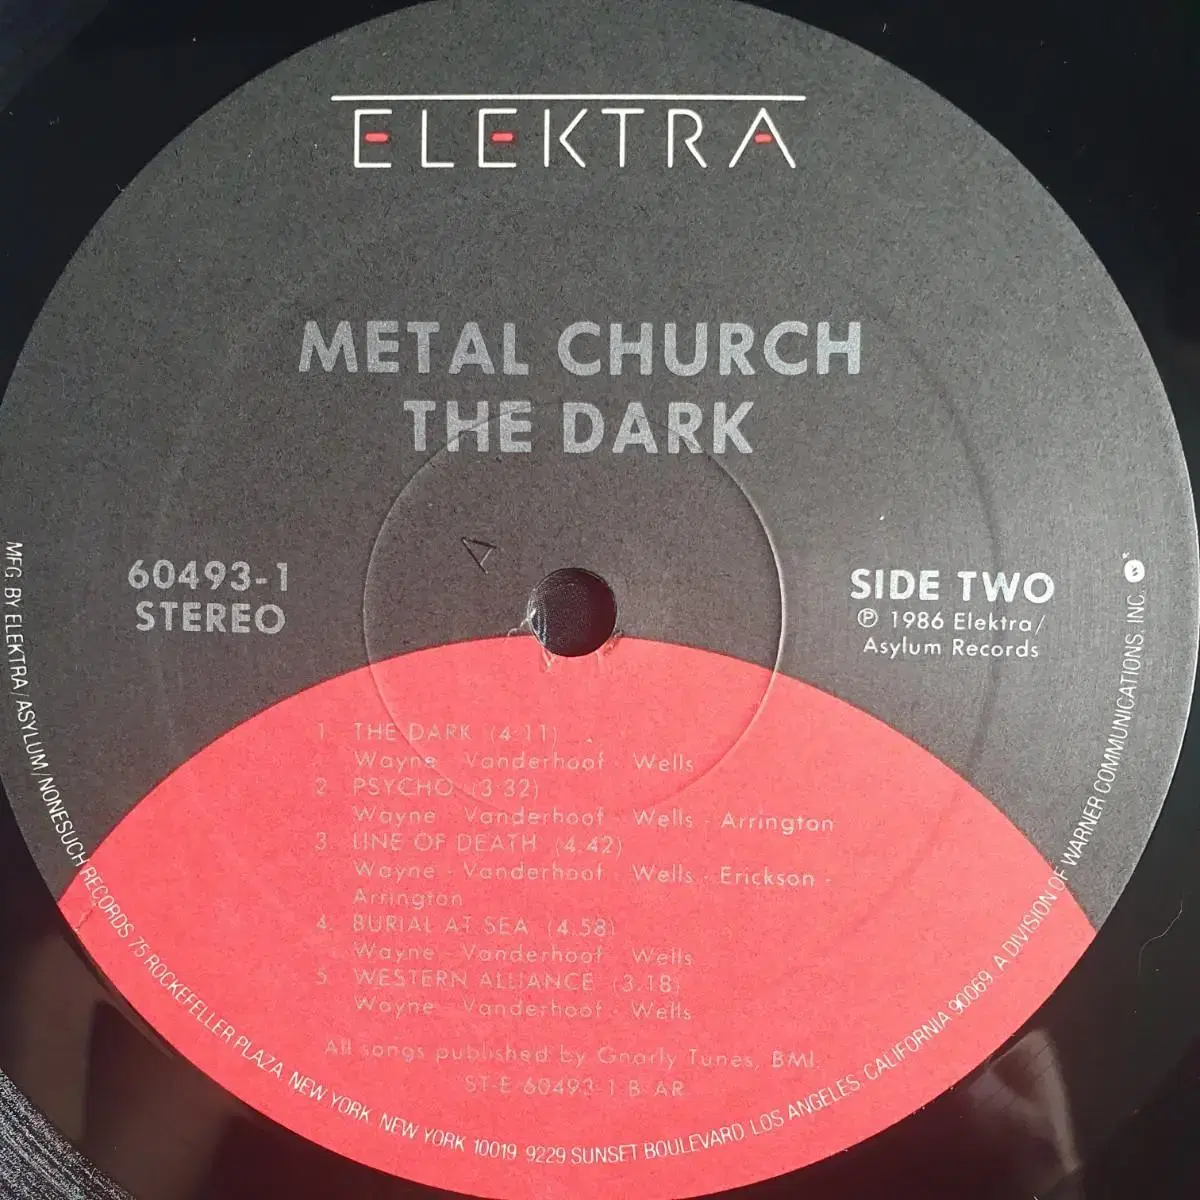 ELEKTRA
METAL CHURCH
THE DARK
A
60493-1
STEREO
SIDE TWO
℗ 1986 Elektra/
Asylum Records
1. THE DARK (4:11)
Wayne · Vanderhoof · Wells
2. PSYCHO (3:32)
Wayne · Vanderhoof · Wells · Arrington
3. LINE OF DEATH (4:42)
Wayne · Vanderhoof · Wells · Erickson ·
Arrington
4. BURIAL AT SEA (4:58)
Wayne · Vanderhoof · Wells
5. WESTERN ALLIANCE (3:18)
Wayne · Vanderhoof · Wells
All songs published by Gnarly Tunes, BMI.
ST-E 60493-1 B AR
MFG. BY ELEKTRA/ASYLUM/NONESUCH RECORDS 75 ROCKEFELLER PLAZA, NEW YORK, NEW YORK 10019 9229 SUNSET BOULEVARD, LOS ANGELES, CALIFORNIA 90069. A DIVISION OF WARNER COMMUNICATIONS, INC.